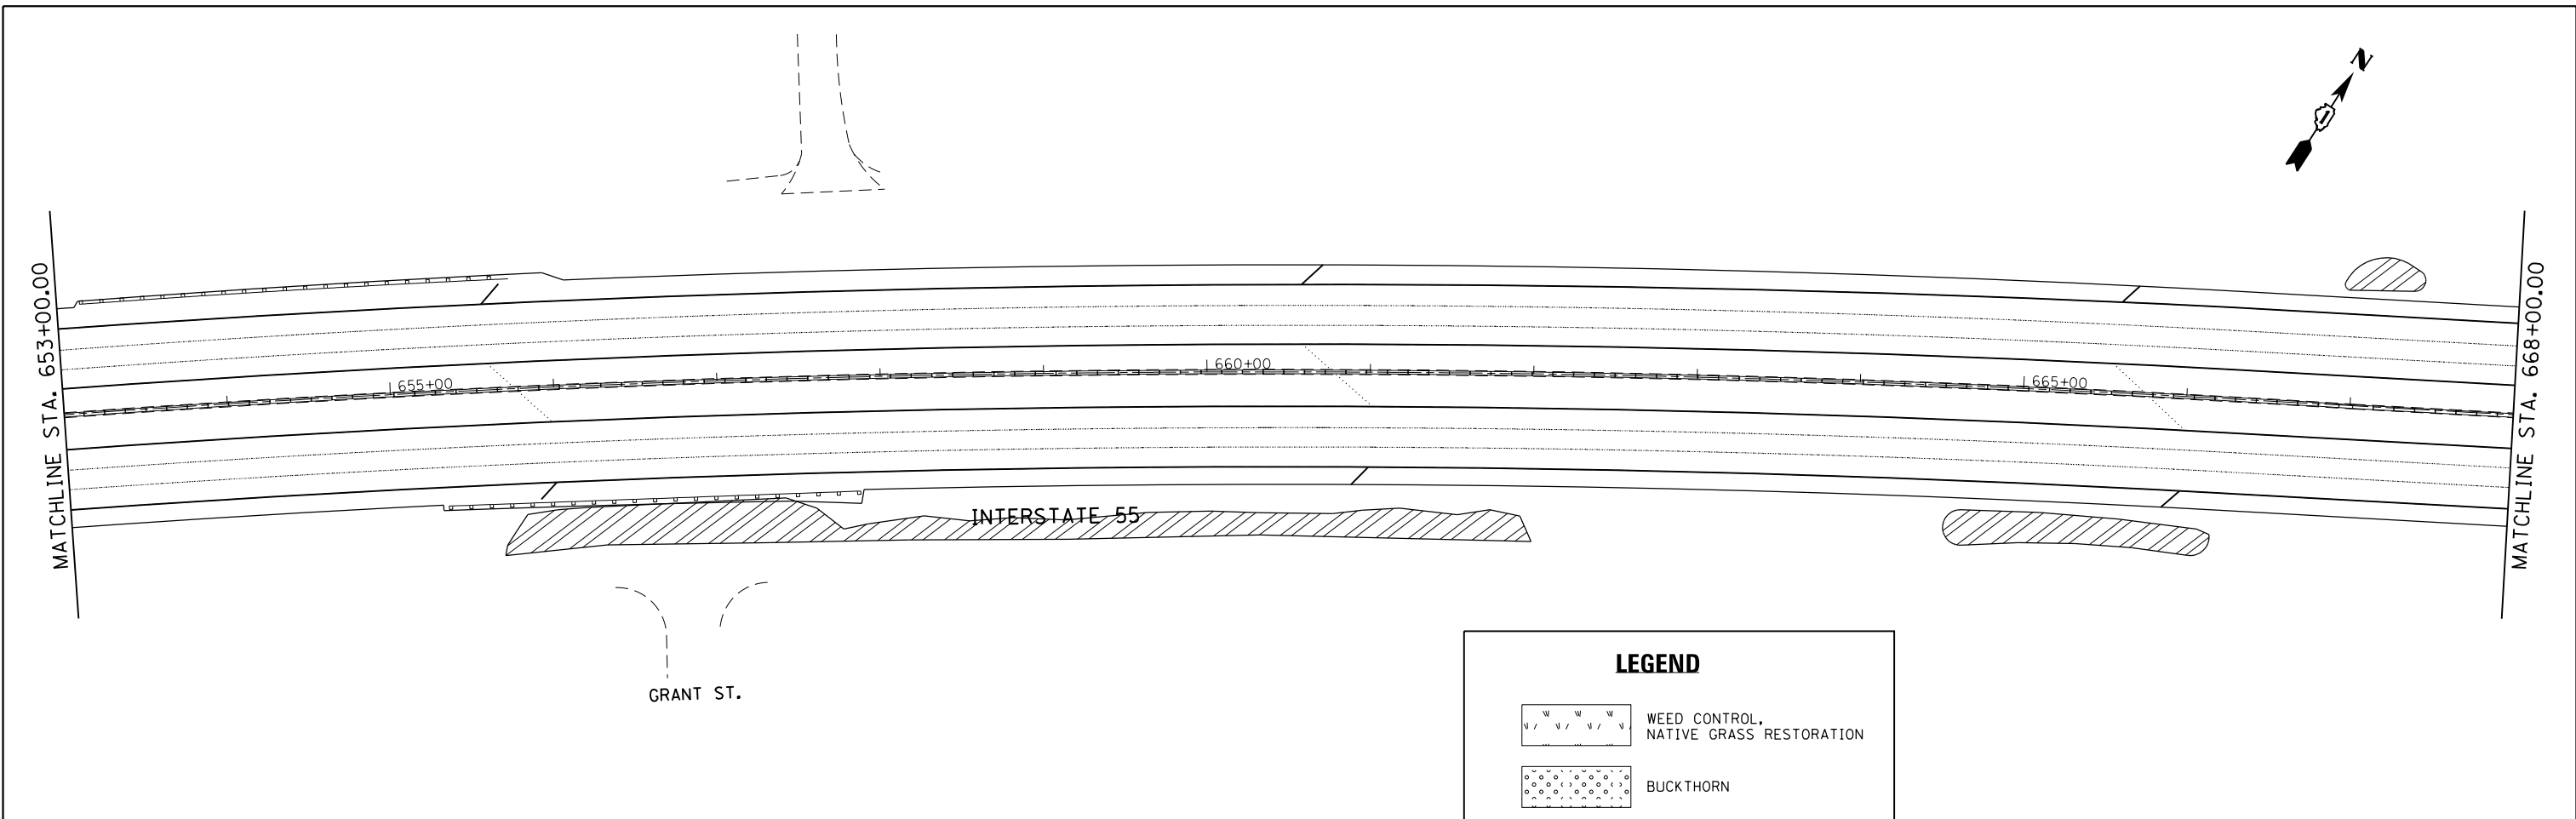 N
MATCHLINE STA. 653+00.00
655+00
660+00
665+00
MATCHLINE STA. 668+00.00
INTERSTATE 55
GRANT ST.
LEGEND
WEED CONTROL,
NATIVE GRASS RESTORATION
BUCKTHORN